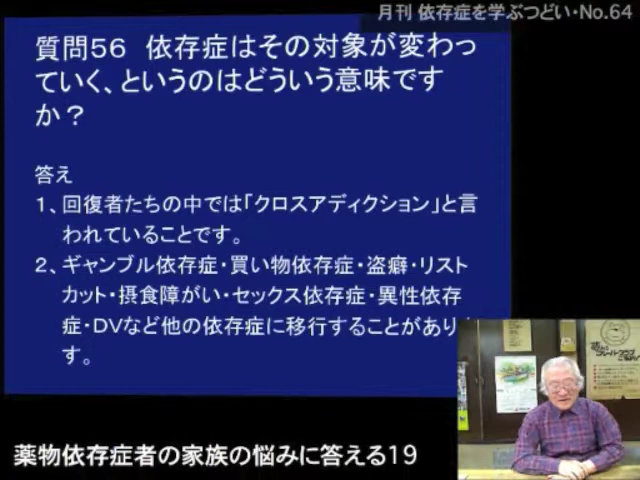 月刊 依存症を学ぶつどい・No.64
質問５６　依存症はその対象が変わっ
ていく、というのはどういう意味です
か？
答え
１、回復者たちの中では「クロスアディクション」と言
われていることです。
２、ギャンブル依存症・買い物依存症・盗癖・リスト
カット・摂食障がい・セックス依存症・異性依存
症・DVなど他の依存症に移行することがあり
す。
薬物依存症者の家族の悩みに答える19